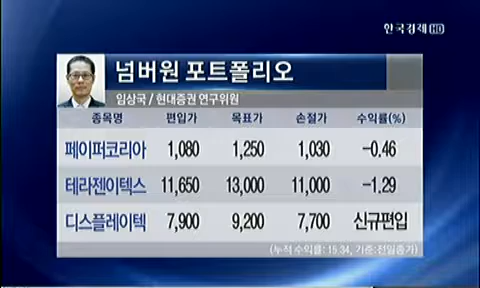 한국경제 HD
넘버원 포트폴리오
임상국 / 현대증권 연구위원
종목명 편입가 목표가 손절가 수익률(%)
페이퍼코리아 1,080 1,250 1,030 -0.46
테라젠이텍스 11,650 13,000 11,000 -1.29
디스플레이텍 7,900 9,200 7,700 신규편입
(누적 수익률: 15.34, 기준:전일종가)